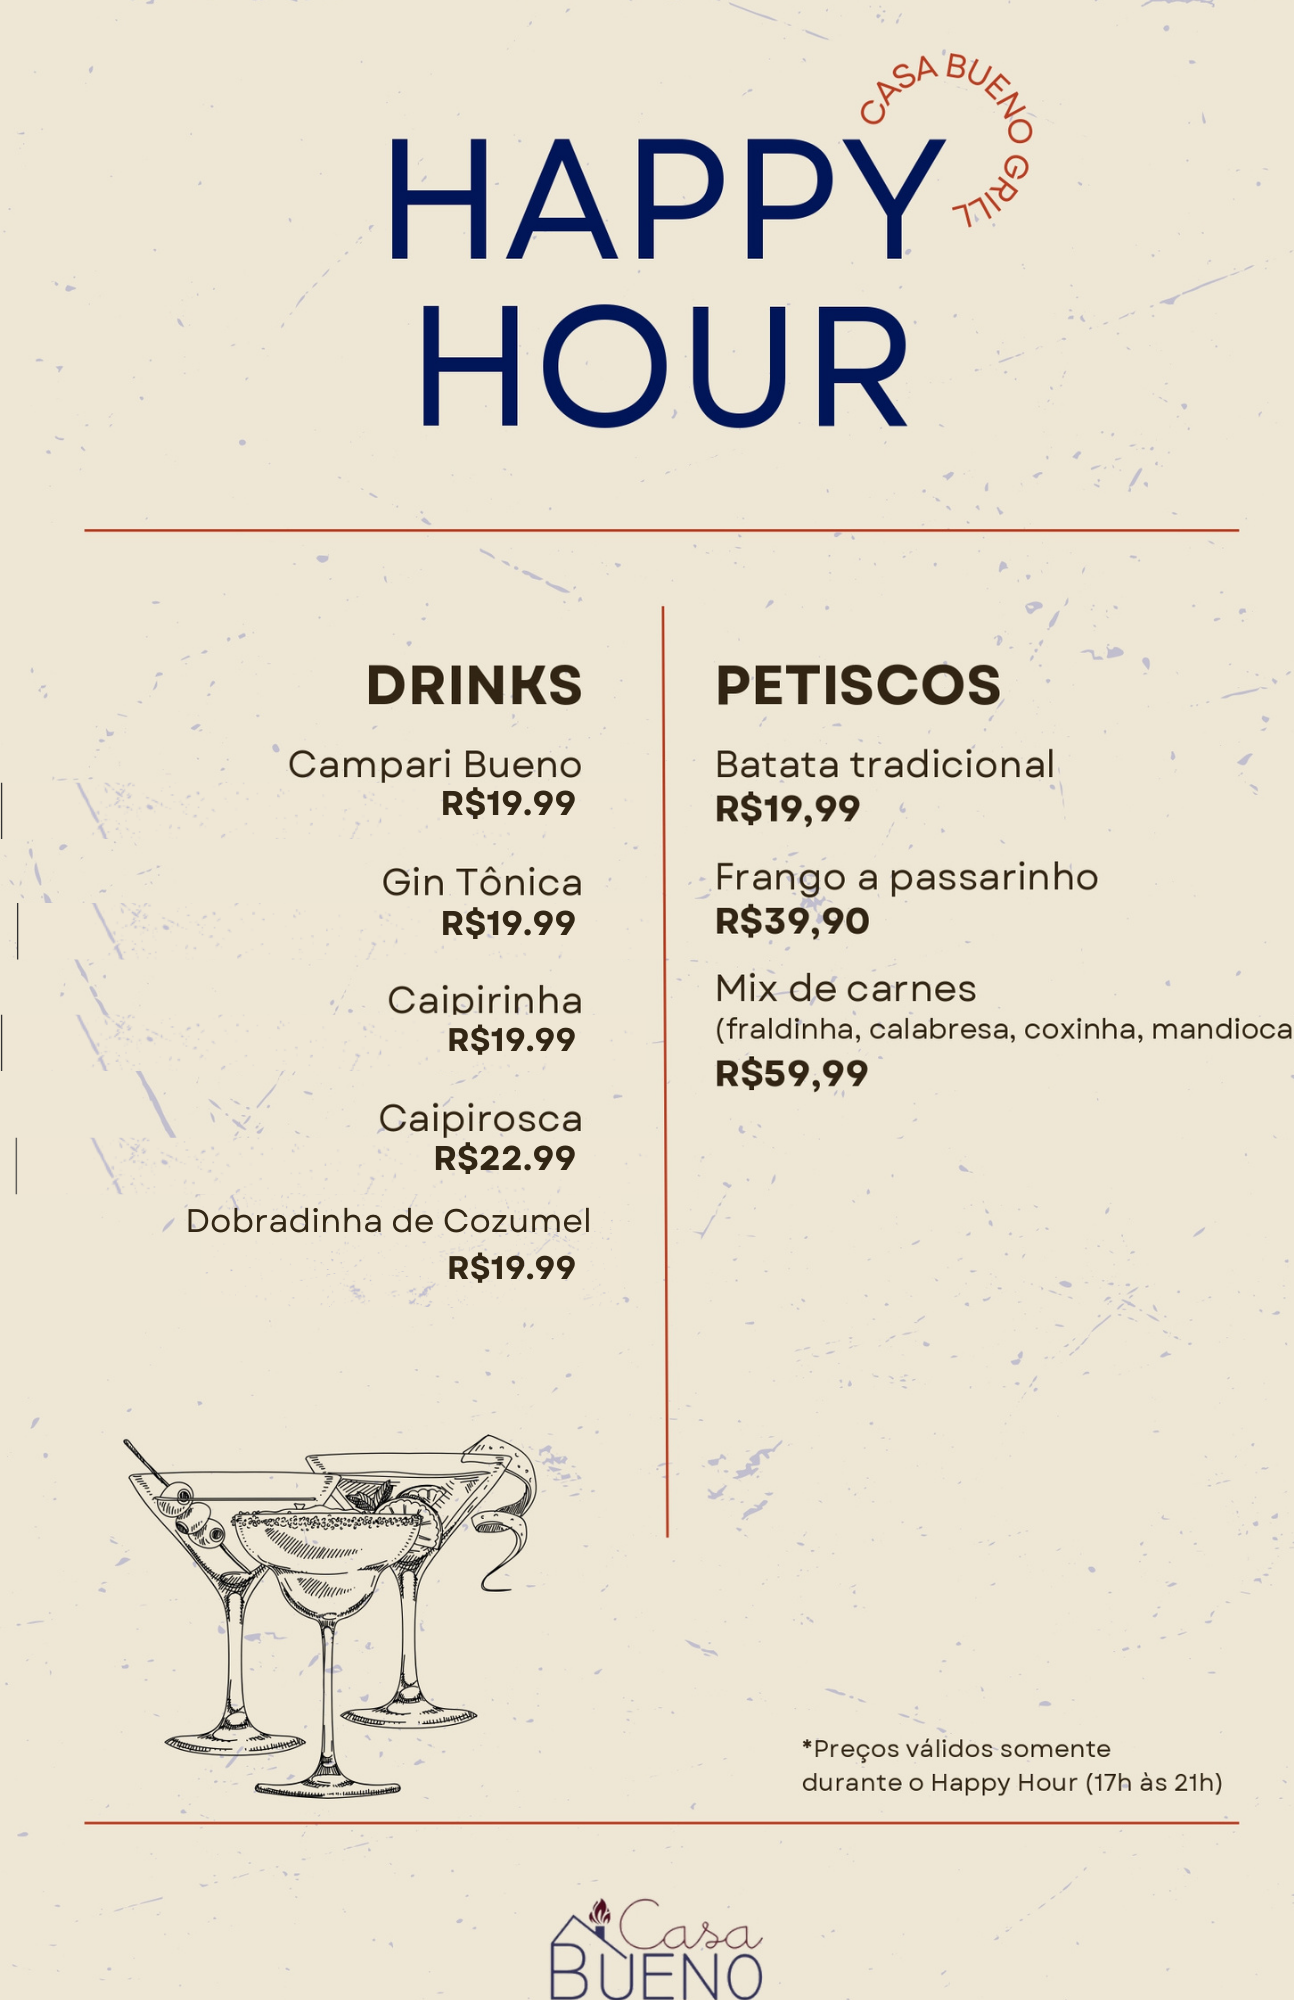 CASA BUENO GRILL
HAPPY
HOUR
DRINKS
Campari Bueno
R$19.99
Gin Tônica
R$19.99
Caipirinha
R$19.99
Caipirosca
R$22.99
Dobradinha de Cozumel
R$19.99
PETISCOS
Batata tradicional
R$19,99
Frango a passarinho
R$39,90
Mix de carnes
(fraldinha, calabresa, coxinha, mandioca
R$59,99
*Preços válidos somente
durante o Happy Hour (17h às 21h)
Casa
BUENO